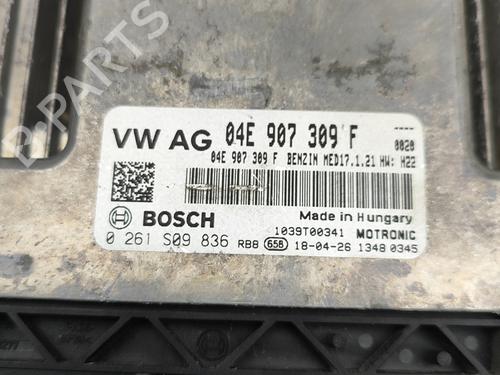 B-PARTS
VW AG 04E 907 309 F
0020
04E 907 309 F BENZIN MED17.1.21 HW: H22
BOSCH
Made in Hungary
1039T00341 MOTRONIC
0 261 S09 836 RBB 658 18-04-26 1348 0345